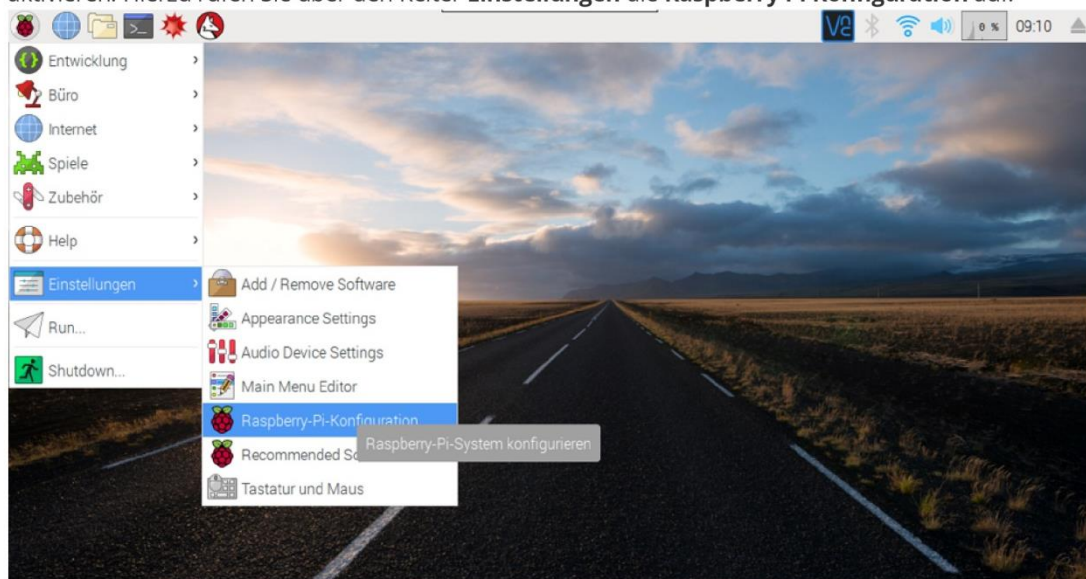 aktivieren. Hierzu rufen Sie über den Reiter Einstellungen die Raspberry-Pi-Konfiguration auf.
0 %
09:10
Entwicklung
Büro
Internet
Spiele
Zubehör
Help
Einstellungen
Run...
Shutdown...
Add / Remove Software
Appearance Settings
Audio Device Settings
Main Menu Editor
Raspberry-Pi-Konfiguration
Raspberry-Pi-System konfigurieren
Recommended
Tastatur und Maus